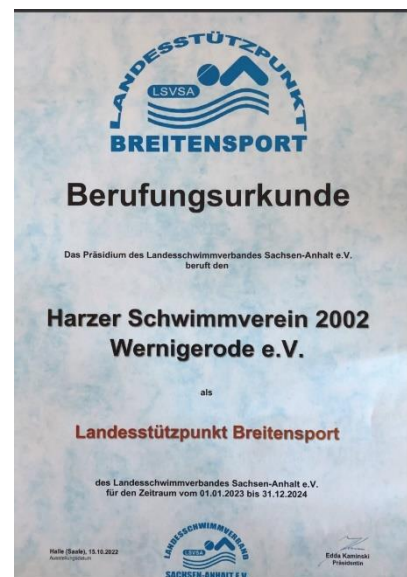 LANDESSTÜTZPUNKT
LSVSA
BREITENSPORT
Berufungsurkunde
Das Präsidium des Landesschwimmverbandes Sachsen-Anhalt e.V.
beruft den
Harzer Schwimmverein 2002
Wernigerode e.V.
als
Landesstützpunkt Breitensport
des Landesschwimmverbandes Sachsen-Anhalt e.V.
für den Zeitraum vom 01.01.2023 bis 31.12.2024
Halle (Saale), 15.10.2022
Ausstellungsdatum
LANDESSCHWIMMVERBAND
LSVSA
SACHSEN-ANHALT E.V.
Edda Kaminski
Präsidentin